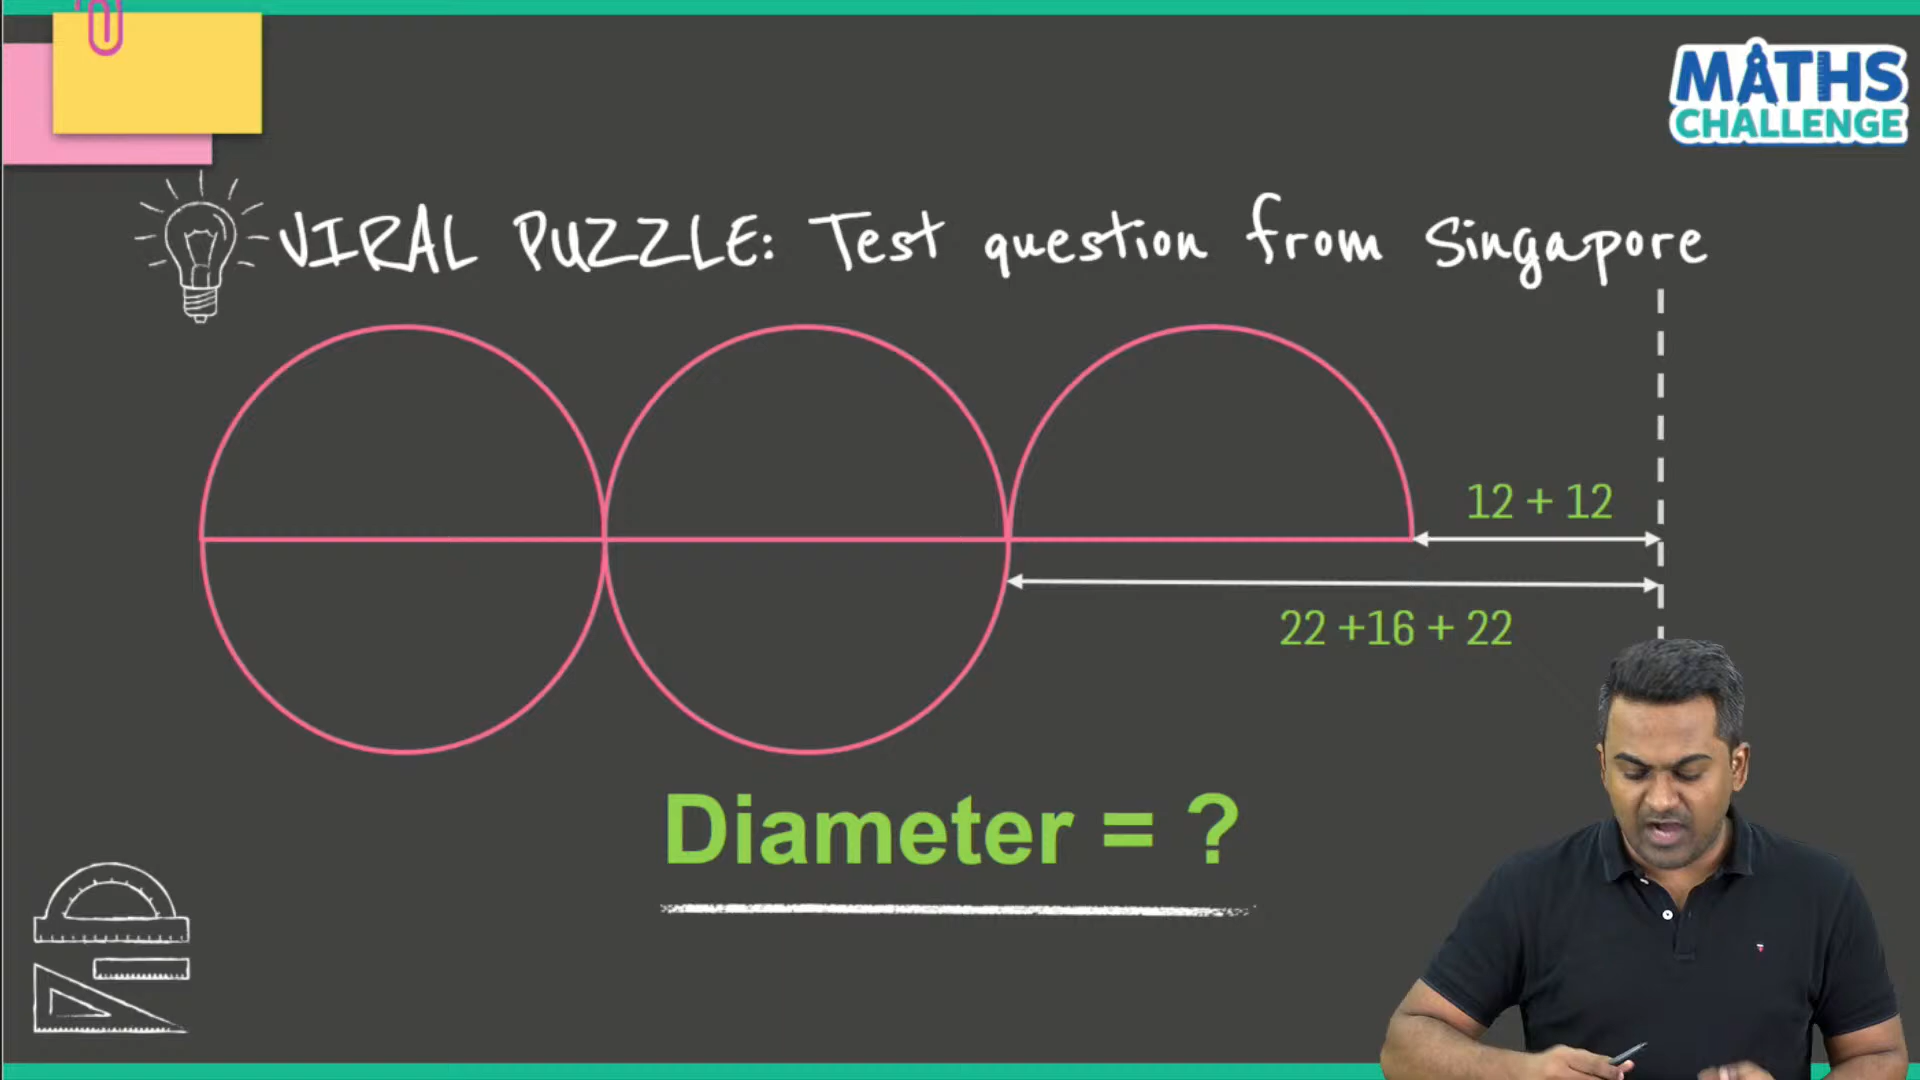 MATHS
CHALLENGE
VIRAL PUZZLE: Test question from Singapore
12 + 12
22 +16 + 22
Diameter = ?